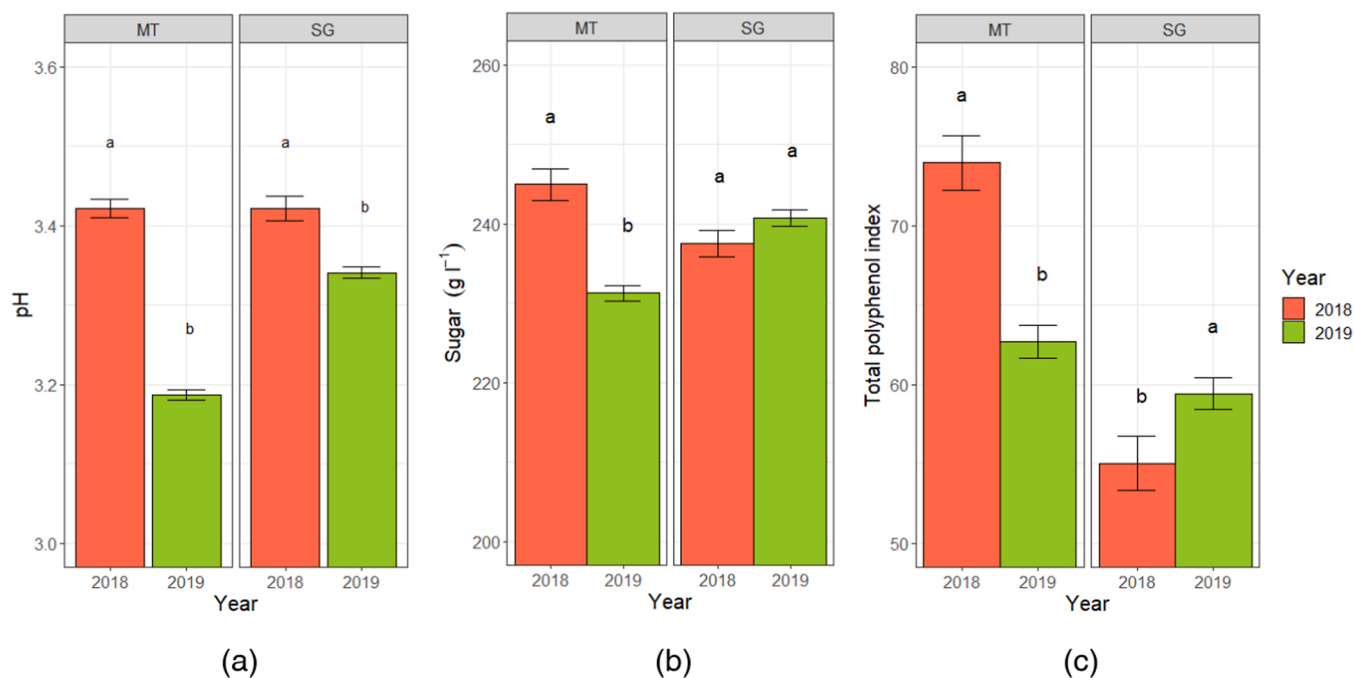 MT SG
3.6
3.4
3.2
3.0
pH
a
b
a
b
2018 2019 2018 2019
Year
(a)
MT SG
260
240
220
200
Sugar (g l⁻¹)
a
b
a
a
2018 2019 2018 2019
Year
(b)
MT SG
80
70
60
50
Total polyphenol index
a
b
b
a
2018 2019 2018 2019
Year
(c)
Year
2018
2019